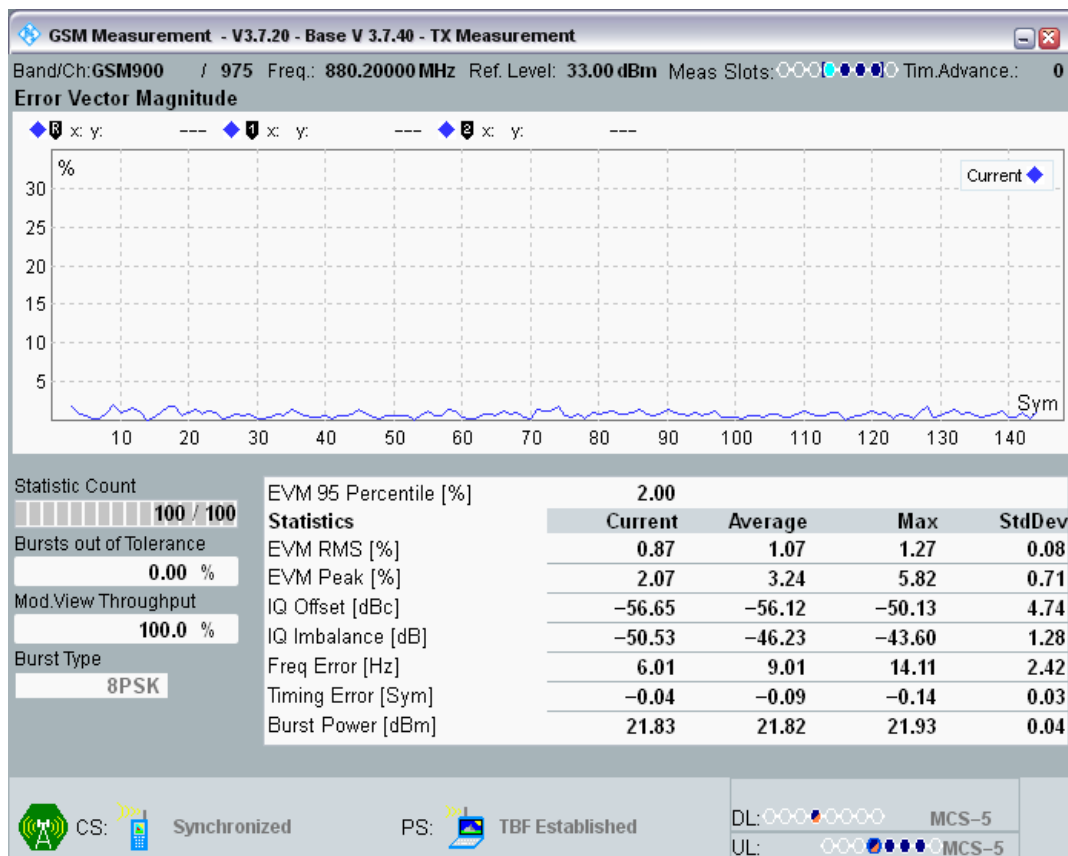 GSM Measurement - V3.7.20 - Base V 3.7.40 - TX Measurement
Band/Ch:GSM900 / 975 Freq.: 880.20000 MHz Ref. Level: 33.00 dBm Meas Slots: Tim.Advance.: 0
Error Vector Magnitude
R x: y: --- 1 x: y: --- 2 x: y: ---
%
Current
30
25
20
15
10
5
Sym
10 20 30 40 50 60 70 80 90 100 110 120 130 140
Statistic Count
100 / 100
Bursts out of Tolerance
0.00 %
Mod.View Throughput
100.0 %
Burst Type
8PSK
EVM 95 Percentile [%] 2.00
Statistics Current Average Max StdDev
EVM RMS [%] 0.87 1.07 1.27 0.08
EVM Peak [%] 2.07 3.24 5.82 0.71
IQ Offset [dBc] −56.65 −56.12 −50.13 4.74
IQ Imbalance [dB] −50.53 −46.23 −43.60 1.28
Freq Error [Hz] 6.01 9.01 14.11 2.42
Timing Error [Sym] −0.04 −0.09 −0.14 0.03
Burst Power [dBm] 21.83 21.82 21.93 0.04
CS: Synchronized PS: TBF Established
DL: MCS−5
UL: MCS−5